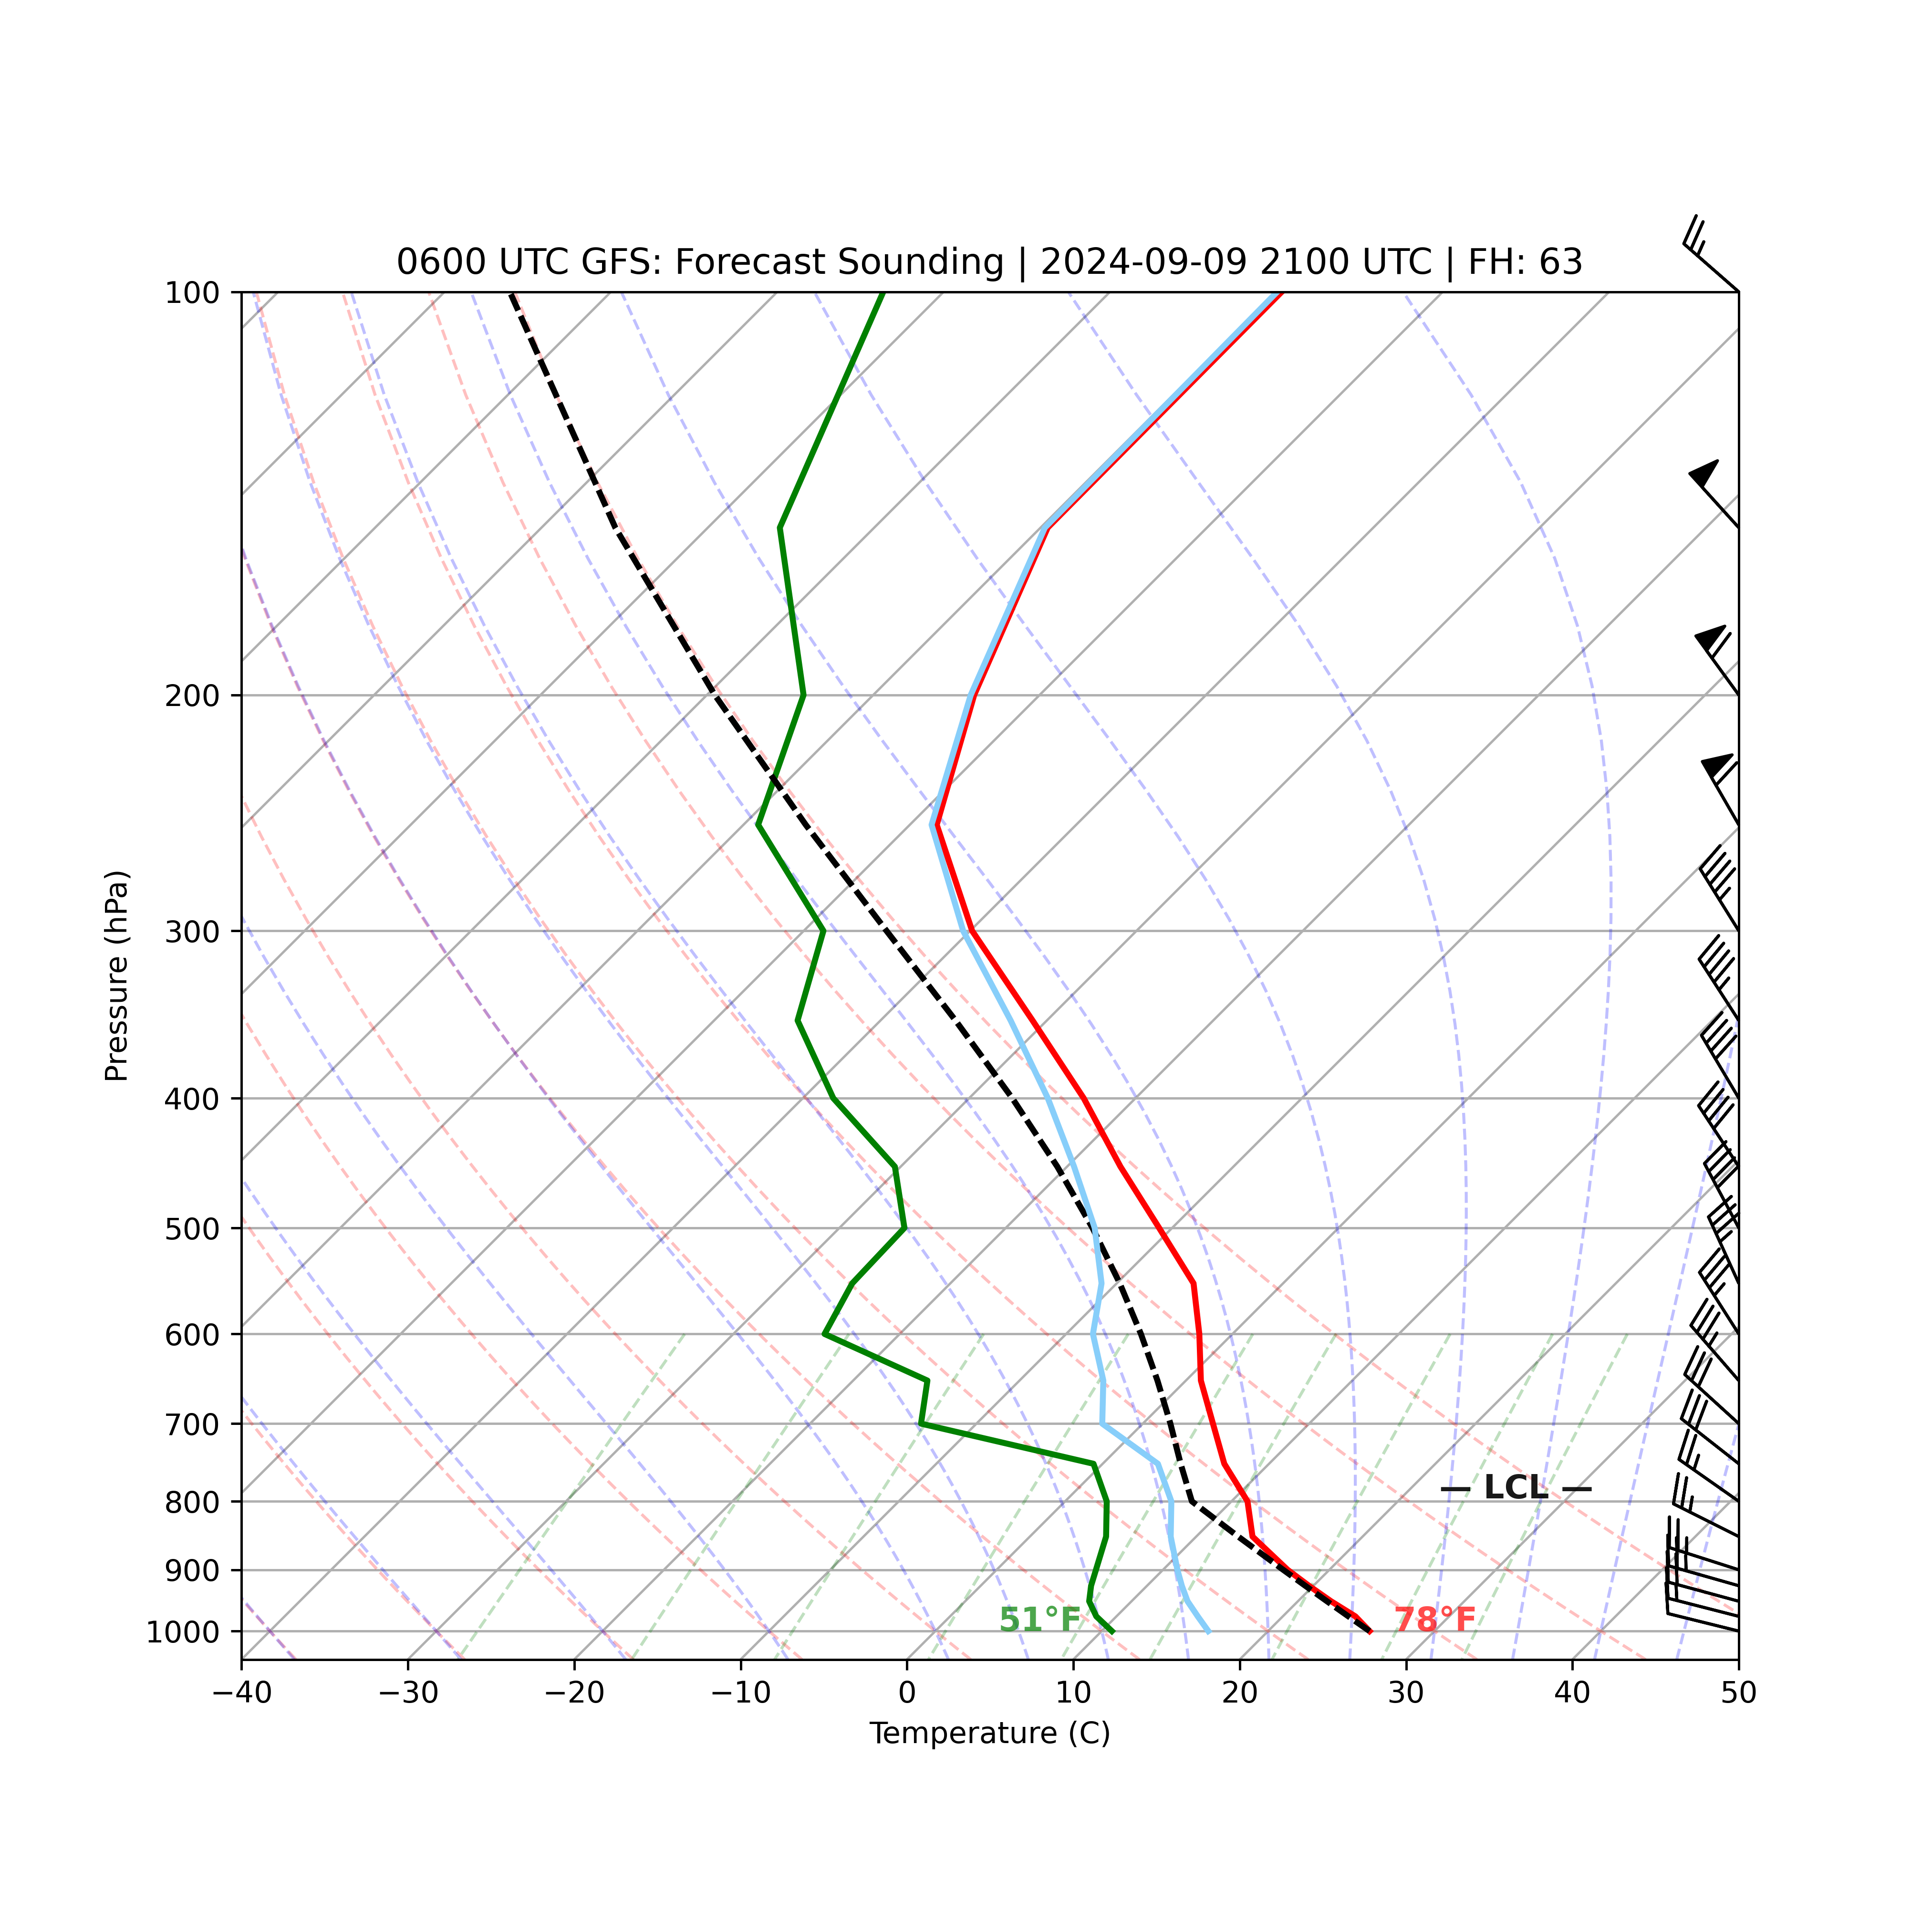 0600 UTC GFS: Forecast Sounding | 2024-09-09 2100 UTC | FH: 63
100
200
300
400
500
600
700
800
900
1000
Pressure (hPa)
— LCL —
51°F
78°F
−40 −30 −20 −10 0 10 20 30 40 50
Temperature (C)